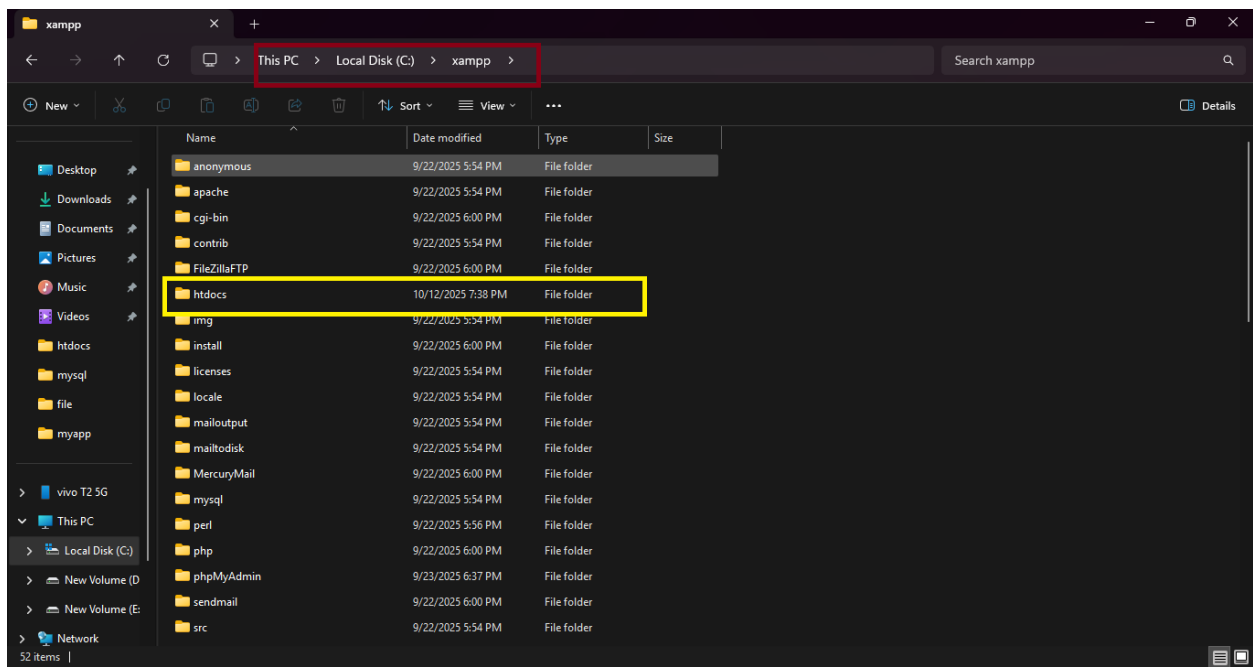 xampp
This PC > Local Disk (C:) > xampp >
Search xampp
New
Sort
View
Details
Name Date modified Type Size
Desktop
Downloads
Documents
Pictures
Music
Videos
htdocs
mysql
file
myapp
vivo T2 5G
This PC
Local Disk (C:)
New Volume (D
New Volume (E:
Network
anonymous 9/22/2025 5:54 PM File folder
apache 9/22/2025 5:54 PM File folder
cgi-bin 9/22/2025 6:00 PM File folder
contrib 9/22/2025 5:54 PM File folder
FileZillaFTP 9/22/2025 6:00 PM File folder
htdocs 10/12/2025 7:38 PM File folder
img 9/22/2025 5:54 PM File folder
install 9/22/2025 6:00 PM File folder
licenses 9/22/2025 5:54 PM File folder
locale 9/22/2025 5:54 PM File folder
mailoutput 9/22/2025 5:54 PM File folder
mailtodisk 9/22/2025 5:54 PM File folder
MercuryMail 9/22/2025 6:00 PM File folder
mysql 9/22/2025 5:54 PM File folder
perl 9/22/2025 5:56 PM File folder
php 9/22/2025 6:00 PM File folder
phpMyAdmin 9/23/2025 6:37 PM File folder
sendmail 9/22/2025 6:00 PM File folder
src 9/22/2025 5:54 PM File folder
52 items